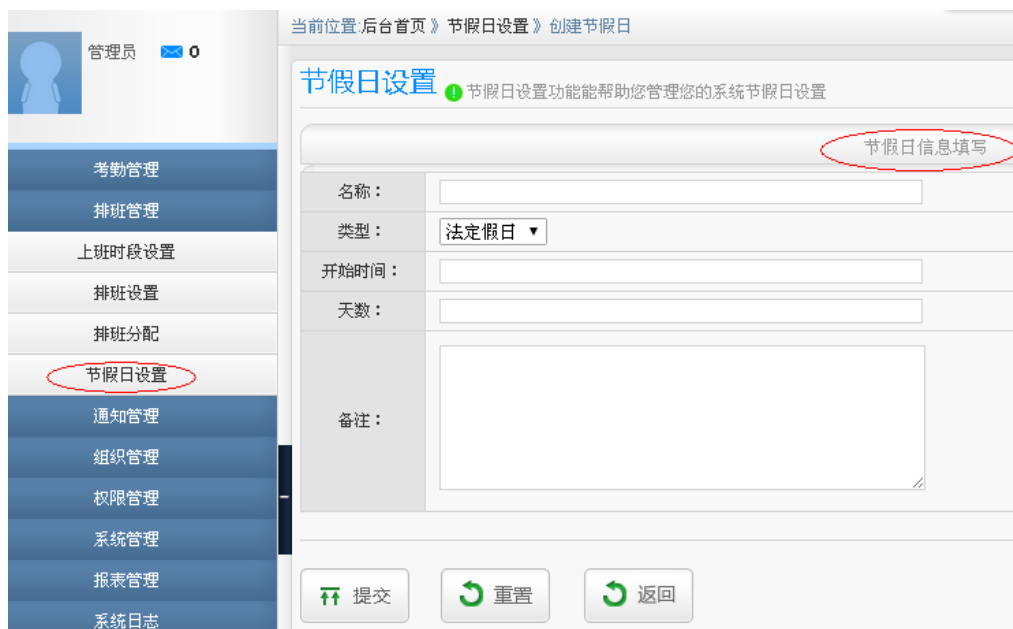 当前位置:后台首页 》 节假日设置 》 创建节假日
管理员 0
节假日设置 节假日设置功能能帮助您管理您的系统节假日设置
节假日信息填写
考勤管理
排班管理
上班时段设置
排班设置
排班分配
节假日设置
通知管理
组织管理
权限管理
系统管理
报表管理
系统日志
名称：
类型： 法定假日
开始时间：
天数：
备注：
提交 重置 返回